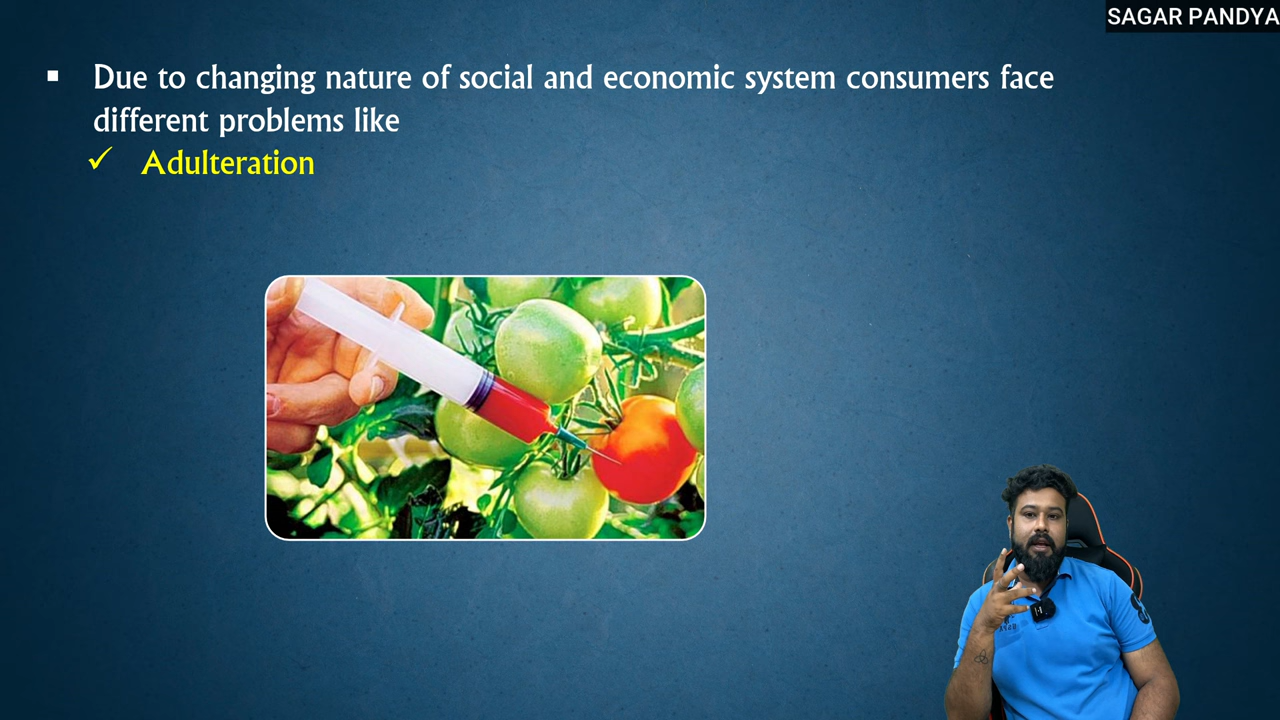 SAGAR PANDYA
▪ Due to changing nature of social and economic system consumers face
different problems like
✓ Adulteration